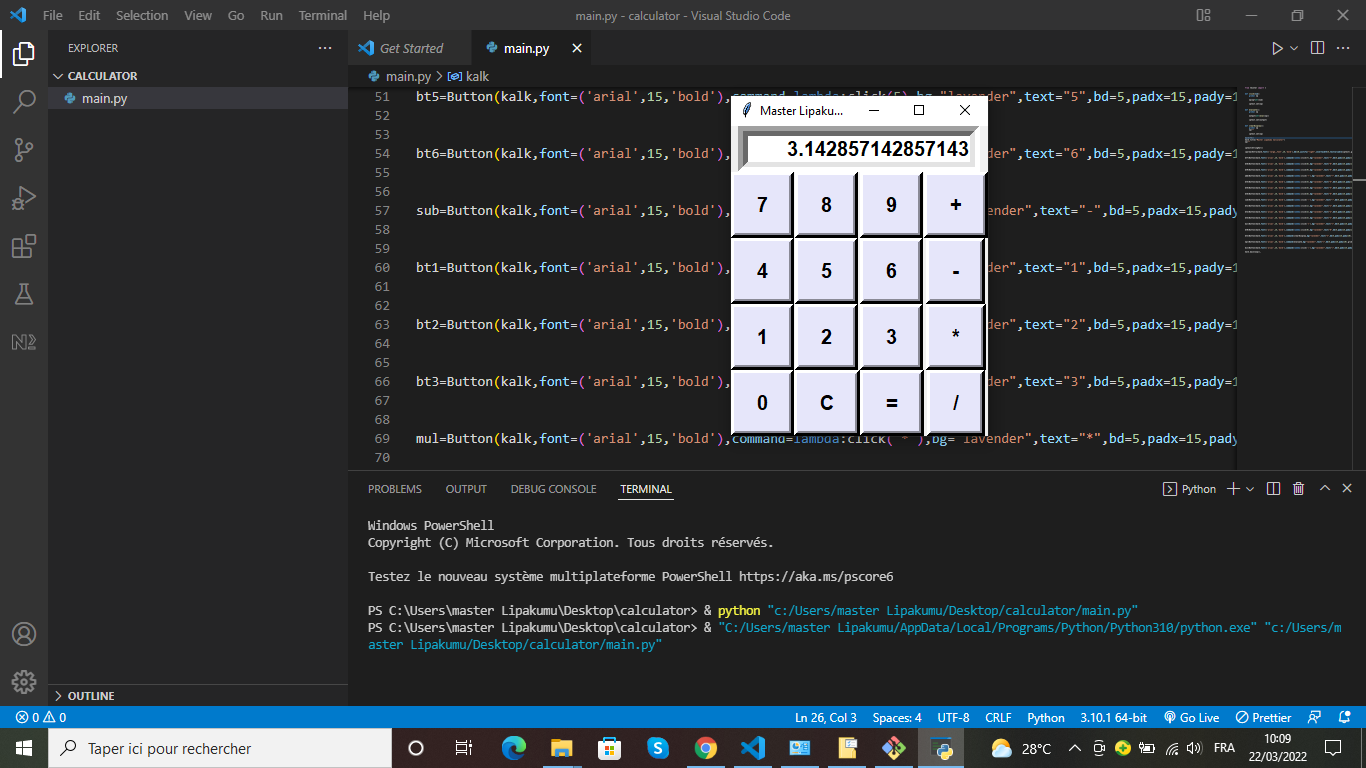 File Edit Selection View Go Run Terminal Help main.py - calculator - Visual Studio Code
EXPLORER
CALCULATOR
main.py
OUTLINE
Get Started main.py
main.py > kalk
51 bt5=Button(kalk,font=('arial',15,'bold'),command=lambda:click(5),bg="lavender",text="5",bd=5,padx=15,pady=1
52
53
54 bt6=Button(kalk,font=('arial',15,'bold'), text="6",bd=5,padx=15,pady=1
55
56
57 sub=Button(kalk,font=('arial',15,'bold'), ender",text="-",bd=5,padx=15,pady
58
59
60 bt1=Button(kalk,font=('arial',15,'bold'), der",text="1",bd=5,padx=15,pady=1
61
62
63 bt2=Button(kalk,font=('arial',15,'bold'), der",text="2",bd=5,padx=15,pady=1
64
65
66 bt3=Button(kalk,font=('arial',15,'bold'), der",text="3",bd=5,padx=15,pady=1
67
68
69 mul=Button(kalk,font=('arial',15,'bold'),command=lambda:click('*'),bg="lavender",text="*",bd=5,padx=15,pady
70
Master Lipaku...
3.142857142857143
7 8 9 +
4 5 6 -
1 2 3 *
0 C = /
PROBLEMS OUTPUT DEBUG CONSOLE TERMINAL Python
Windows PowerShell
Copyright (C) Microsoft Corporation. Tous droits réservés.
Testez le nouveau système multiplateforme PowerShell https://aka.ms/pscore6
PS C:\Users\master Lipakumu\Desktop\calculator> & python "c:/Users/master Lipakumu/Desktop/calculator/main.py"
PS C:\Users\master Lipakumu\Desktop\calculator> & "C:/Users/master Lipakumu/AppData/Local/Programs/Python/Python310/python.exe" "c:/Users/m
aster Lipakumu/Desktop/calculator/main.py"
0 0 Ln 26, Col 3 Spaces: 4 UTF-8 CRLF Python 3.10.1 64-bit Go Live Prettier
Taper ici pour rechercher 28°C FRA 10:09
22/03/2022